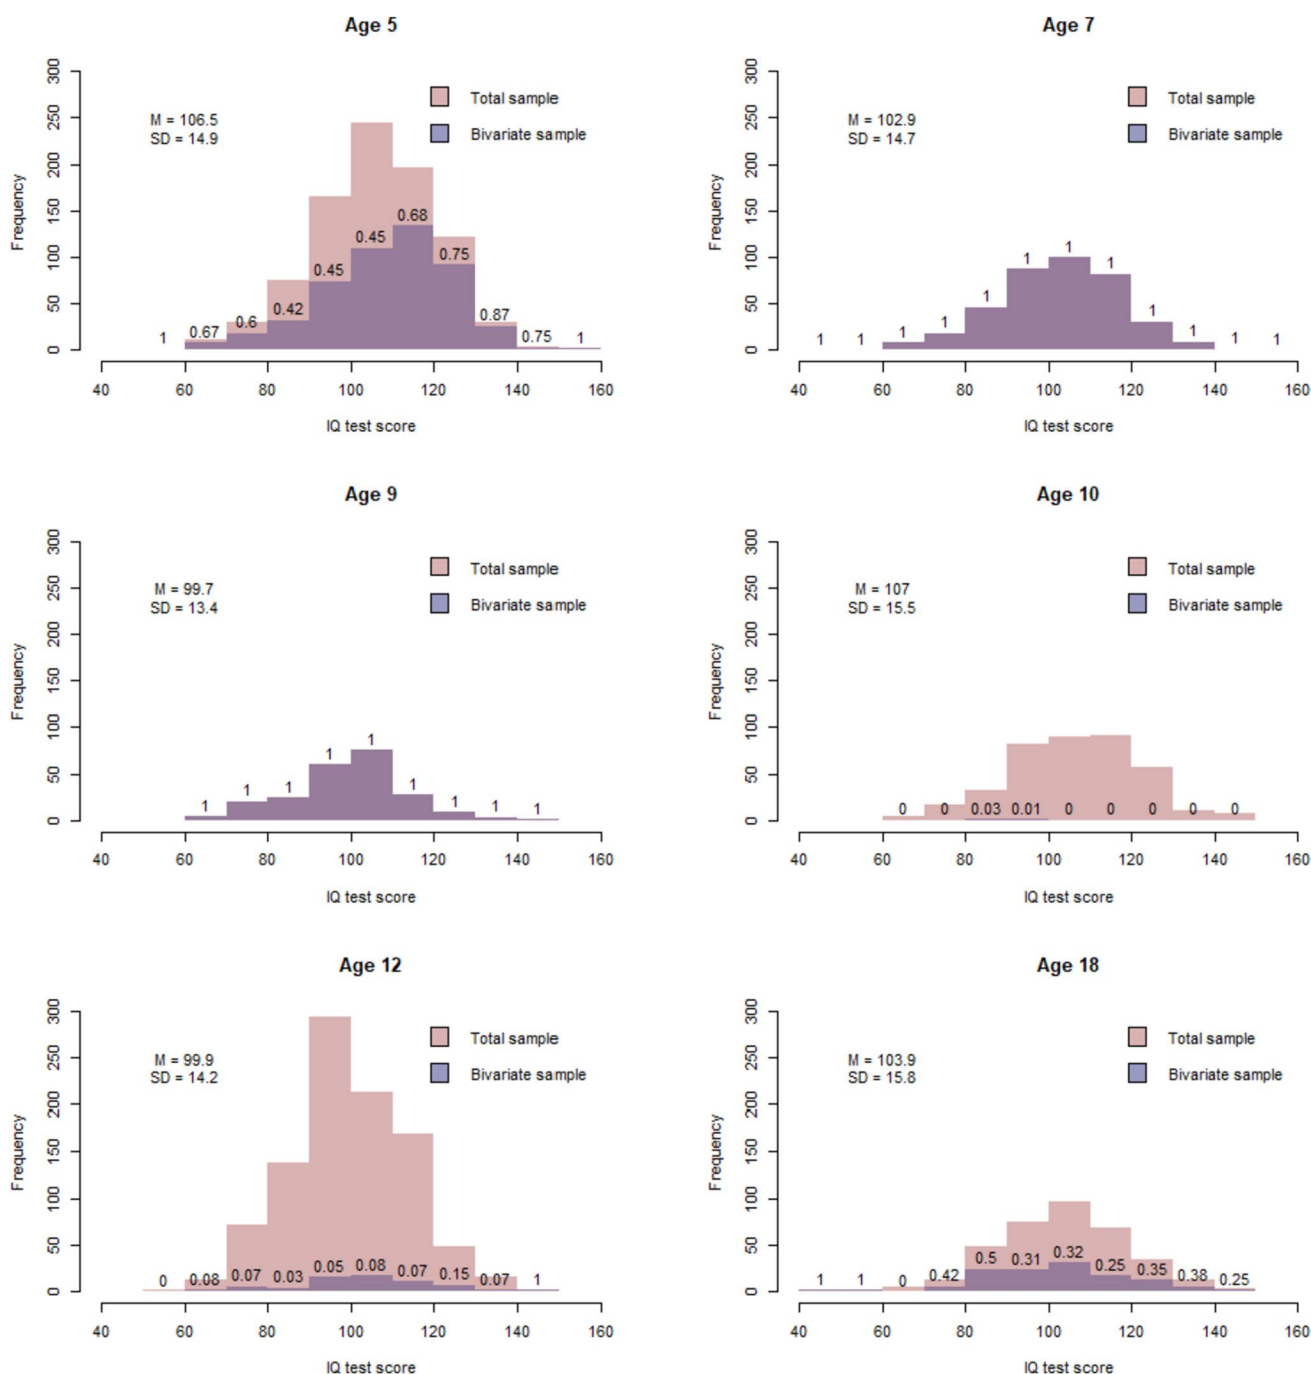 Age 5
300
250
200
150
100
50
0
Frequency
M = 106.5
SD = 14.9
Total sample
Bivariate sample
1 0.67 0.6 0.42 0.45 0.45 0.68 0.75 0.87 0.75 1
40 60 80 100 120 140 160
IQ test score
Age 7
300
250
200
150
100
50
0
Frequency
M = 102.9
SD = 14.7
Total sample
Bivariate sample
1 1 1 1 1 1 1 1 1 1 1 1
40 60 80 100 120 140 160
IQ test score
Age 9
300
250
200
150
100
50
0
Frequency
M = 99.7
SD = 13.4
Total sample
Bivariate sample
1 1 1 1 1 1 1 1 1
40 60 80 100 120 140 160
IQ test score
Age 10
300
250
200
150
100
50
0
Frequency
M = 107
SD = 15.5
Total sample
Bivariate sample
0 0 0.03 0.01 0 0 0 0 0
40 60 80 100 120 140 160
IQ test score
Age 12
300
250
200
150
100
50
0
Frequency
M = 99.9
SD = 14.2
Total sample
Bivariate sample
0 0.08 0.07 0.03 0.05 0.08 0.07 0.15 0.07 1
40 60 80 100 120 140 160
IQ test score
Age 18
300
250
200
150
100
50
0
Frequency
M = 103.9
SD = 15.8
Total sample
Bivariate sample
1 1 0 0.42 0.5 0.31 0.32 0.25 0.35 0.38 0.25
40 60 80 100 120 140 160
IQ test score